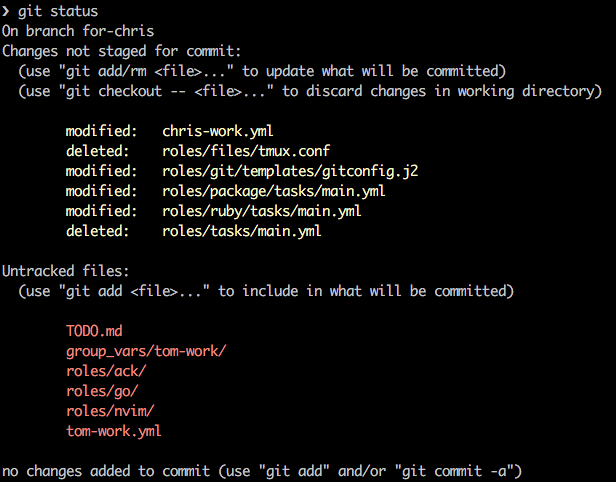 ❯ git status
On branch for-chris
Changes not staged for commit:
  (use "git add/rm <file>..." to update what will be committed)
  (use "git checkout -- <file>..." to discard changes in working directory)

        modified:   chris-work.yml
        deleted:    roles/files/tmux.conf
        modified:   roles/git/templates/gitconfig.j2
        modified:   roles/package/tasks/main.yml
        modified:   roles/ruby/tasks/main.yml
        deleted:    roles/tasks/main.yml

Untracked files:
  (use "git add <file>..." to include in what will be committed)

        TODO.md
        group_vars/tom-work/
        roles/ack/
        roles/go/
        roles/nvim/
        tom-work.yml

no changes added to commit (use "git add" and/or "git commit -a")